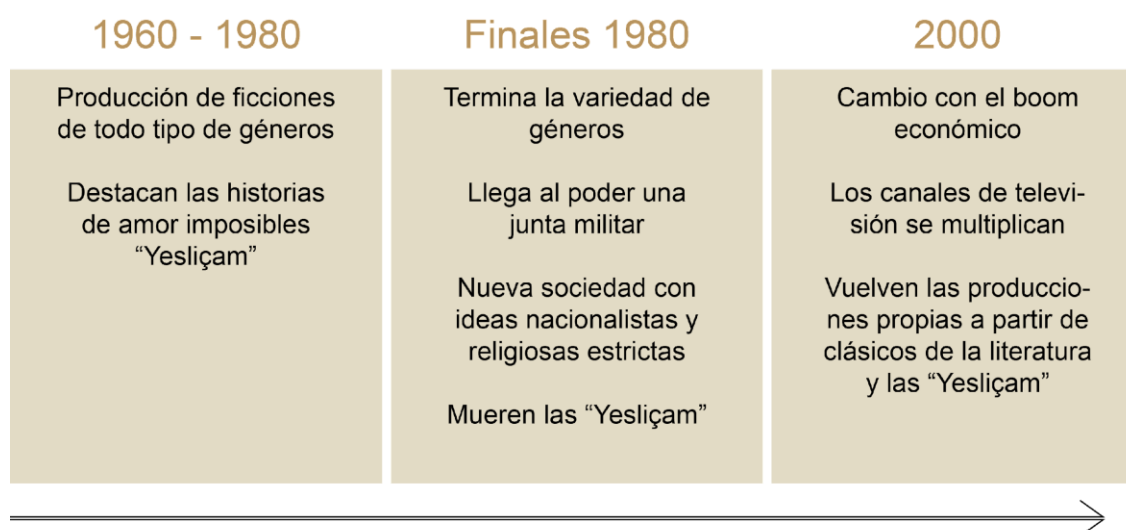 1960 - 1980
Producción de ficciones
de todo tipo de géneros
Destacan las historias
de amor imposibles
“Yesliçam”
Finales 1980
Termina la variedad de
géneros
Llega al poder una
junta militar
Nueva sociedad con
ideas nacionalistas y
religiosas estrictas
Mueren las “Yesliçam”
2000
Cambio con el boom
económico
Los canales de televi-
sión se multiplican
Vuelven las produccio-
nes propias a partir de
clásicos de la literatura
y las “Yesliçam”